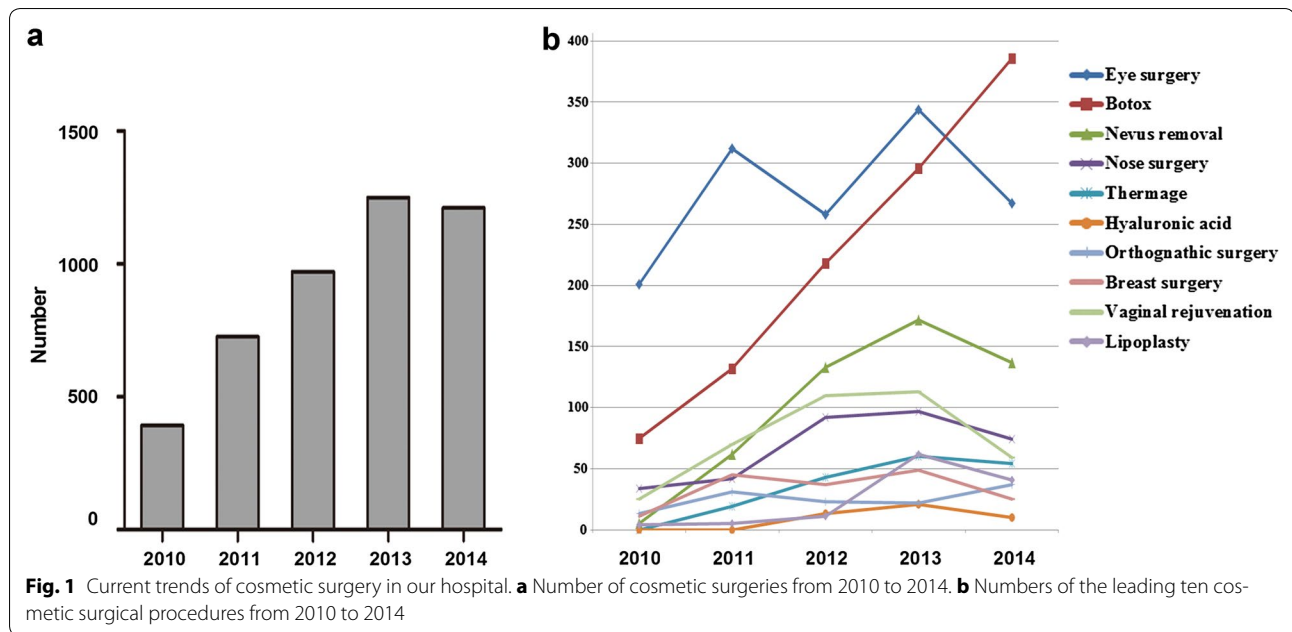 a
1500
1000
500
0
Number
2010 2011 2012 2013 2014
b
400
350
300
250
200
150
100
50
0
2010 2011 2012 2013 2014
Eye surgery
Botox
Nevus removal
Nose surgery
Thermage
Hyaluronic acid
Orthognathic surgery
Breast surgery
Vaginal rejuvenation
Lipoplasty
Fig. 1 Current trends of cosmetic surgery in our hospital. a Number of cosmetic surgeries from 2010 to 2014. b Numbers of the leading ten cos-
metic surgical procedures from 2010 to 2014